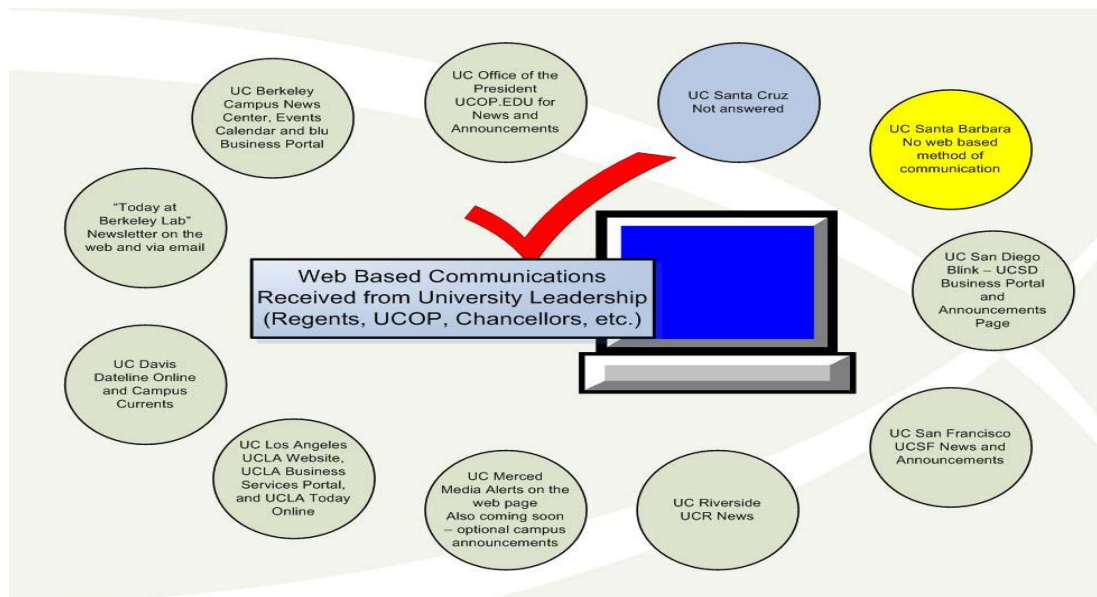 UC Berkeley
Campus News
Center, Events
Calendar and blu
Business Portal
UC Office of the
President
UCOP.EDU for
News and
Announcements
UC Santa Cruz
Not answered
UC Santa Barbara
No web based
method of
communication
"Today at
Berkeley Lab"
Newsletter on the
web and via email
Web Based Communications
Received from University Leadership
(Regents, UCOP, Chancellors, etc.)
UC San Diego
Blink – UCSD
Business Portal
and
Announcements
Page
UC Davis
Dateline Online
and Campus
Currents
UC Los Angeles
UCLA Website,
UCLA Business
Services Portal,
and UCLA Today
Online
UC Merced
Media Alerts on the
web page
Also coming soon
– optional campus
announcements
UC Riverside
UCR News
UC San Francisco
UCSF News and
Announcements